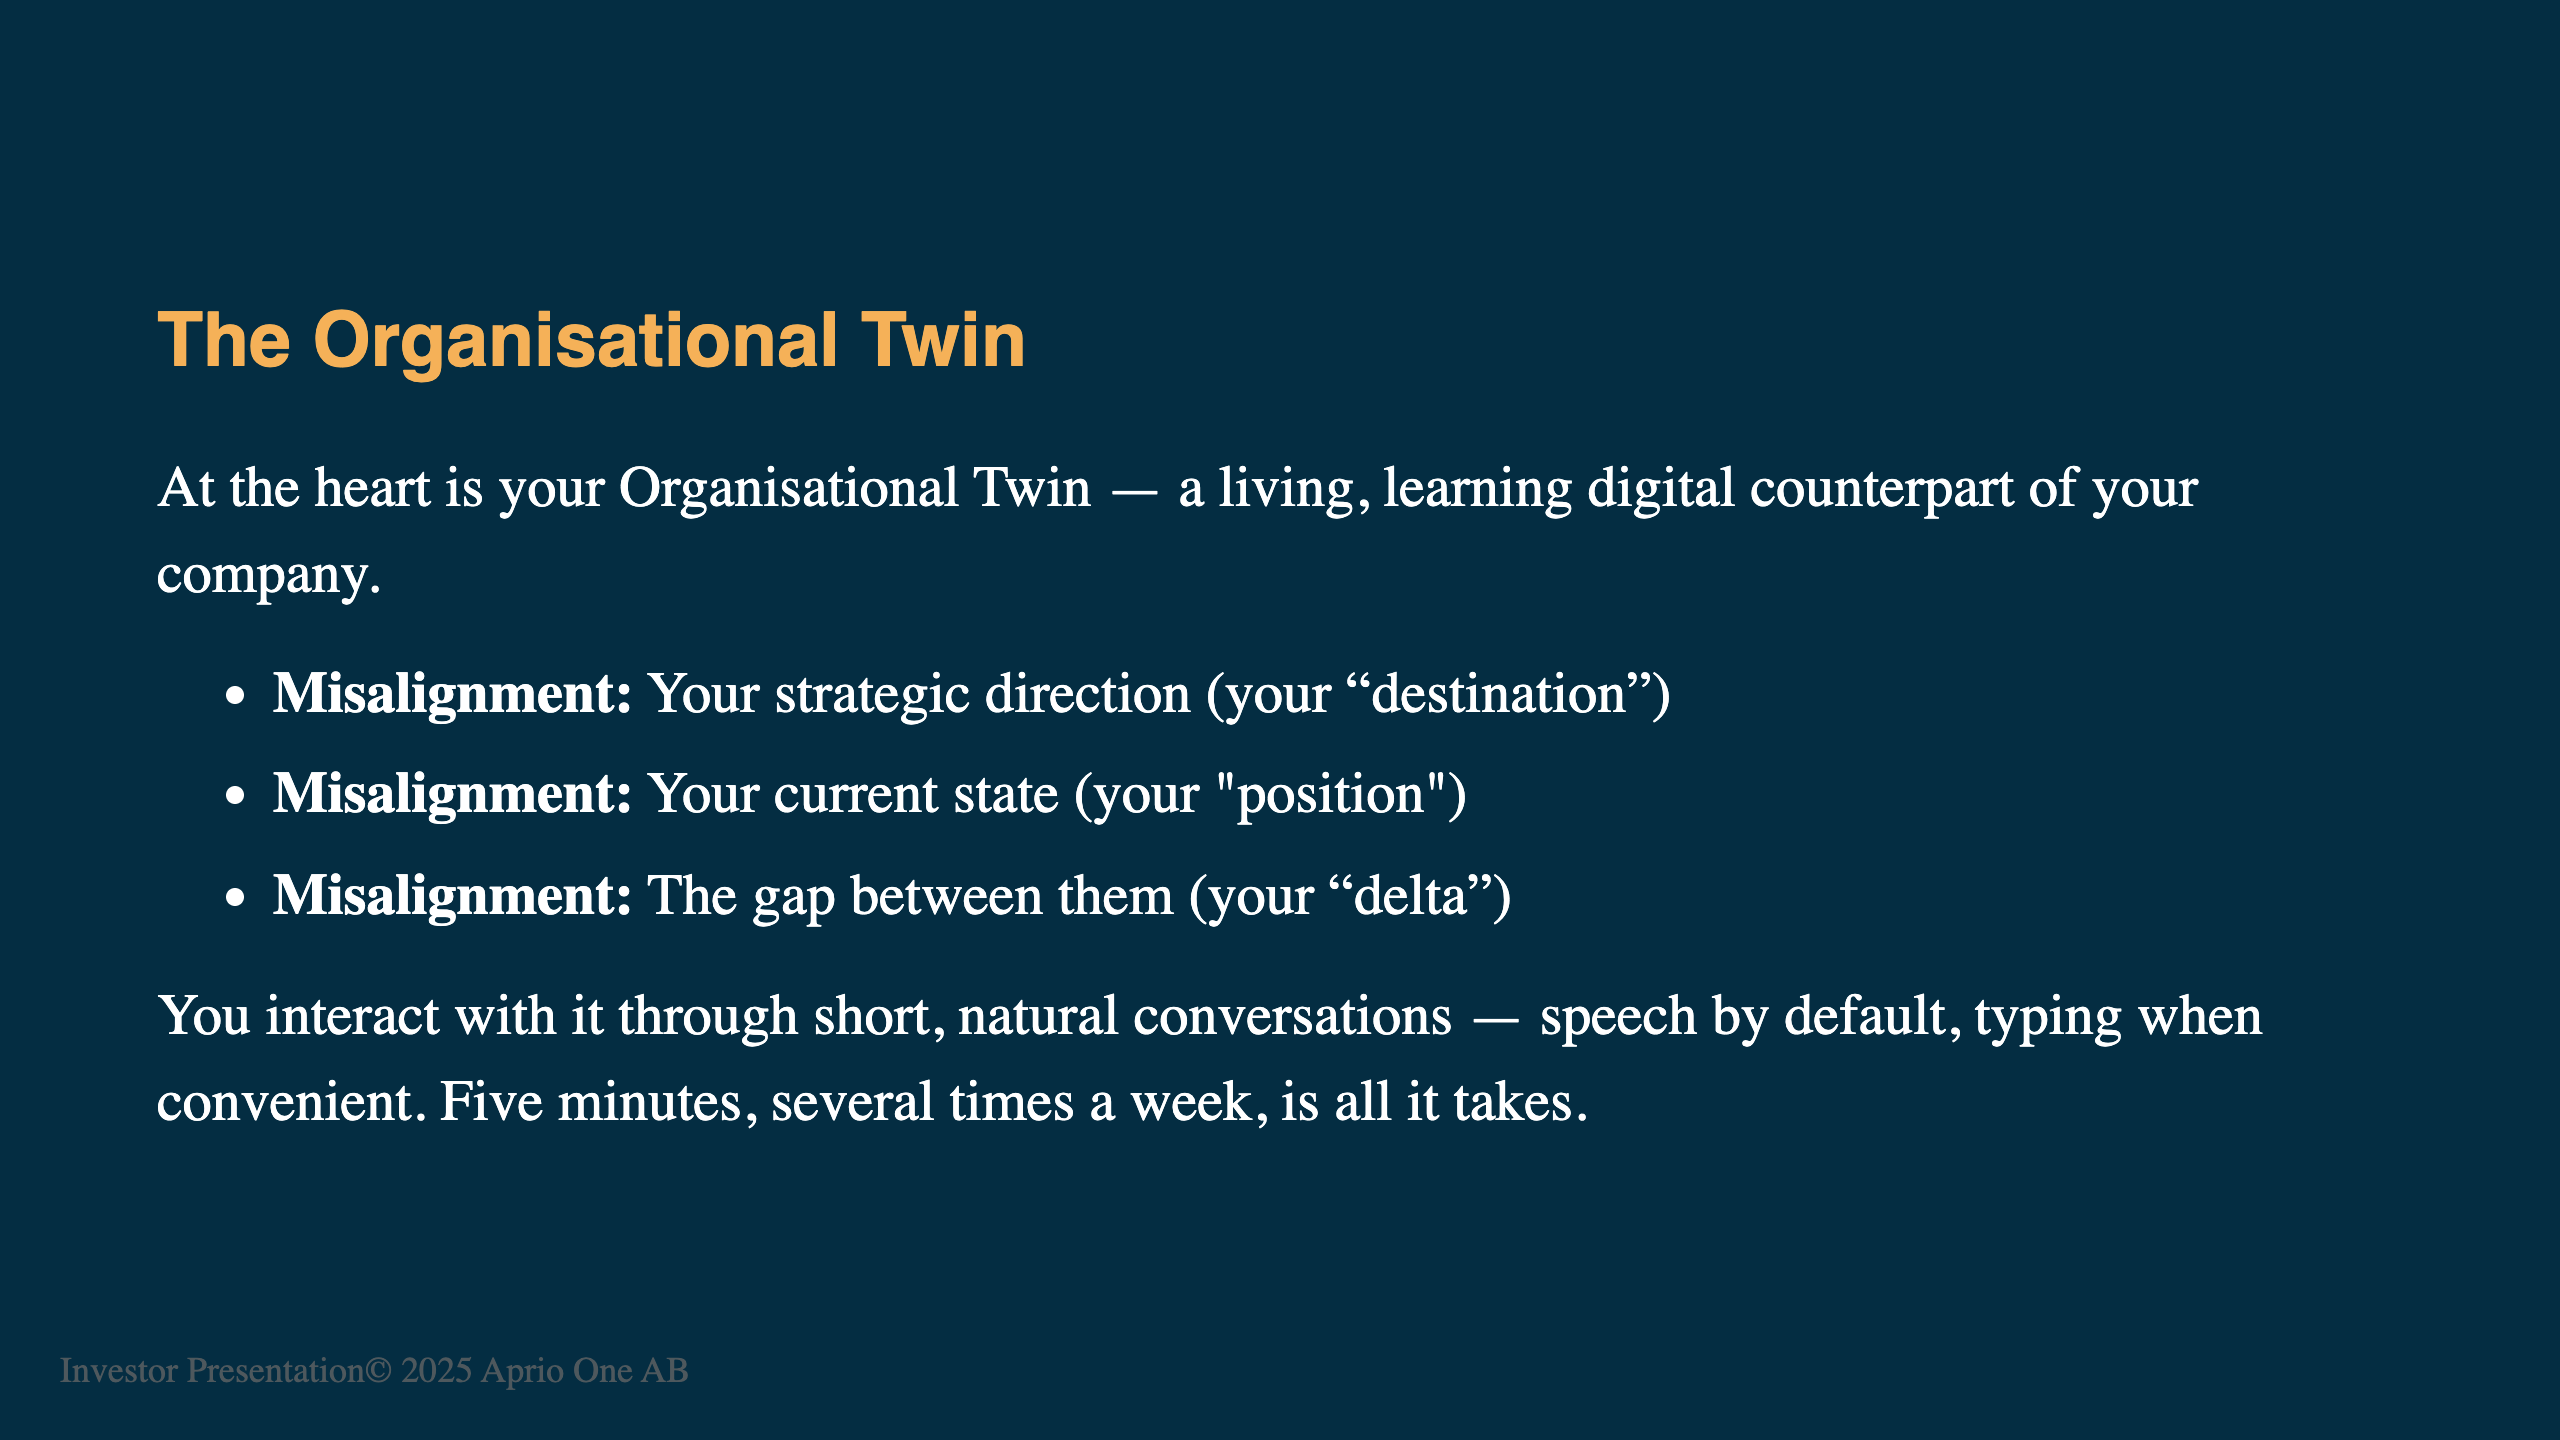 The Organisational Twin
At the heart is your Organisational Twin — a living, learning digital counterpart of your
company.
• Misalignment: Your strategic direction (your “destination”)
• Misalignment: Your current state (your "position")
• Misalignment: The gap between them (your “delta”)
You interact with it through short, natural conversations — speech by default, typing when
convenient. Five minutes, several times a week, is all it takes.
Investor Presentation© 2025 Aprio One AB